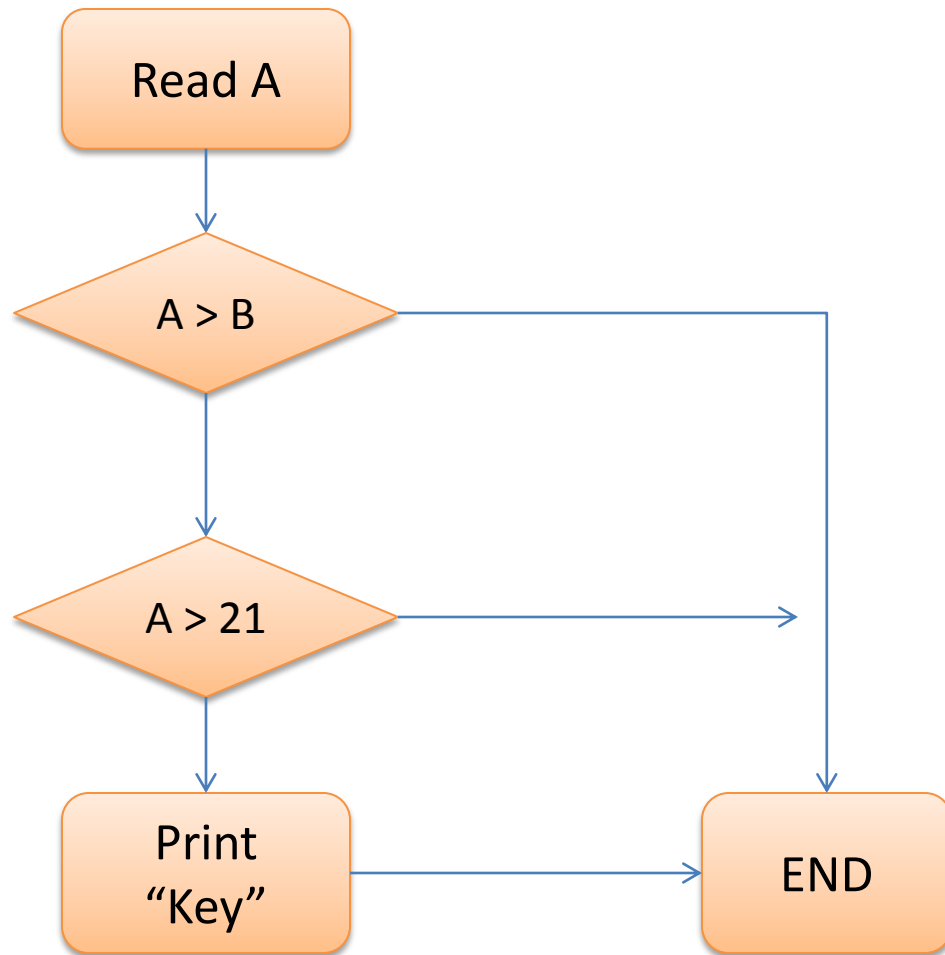 Read A
A > B
A > 21
Print
“Key”
END